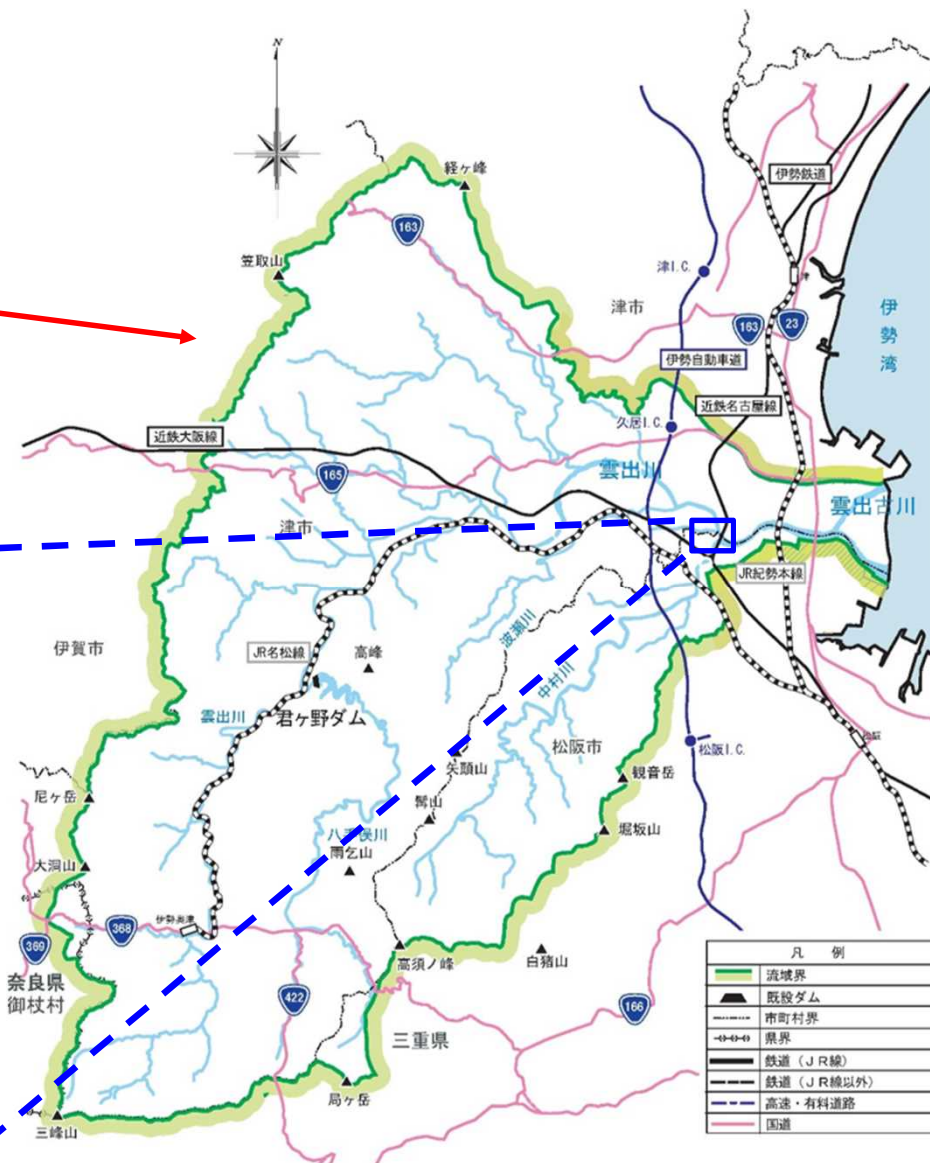 N
経ヶ峰
伊勢鉄道
163
笠取山
津I.C.
津
津市
伊勢湾
163
23
伊勢自動車道
近鉄名古屋線
久居I.C.
近鉄大阪線
雲出川
165
雲出古川
津市
JR紀勢本線
波瀬川
伊賀市
JR名松線
高峰
中村川
君ヶ野ダム
雲出川
松阪市
松阪I.C.
矢頭山
観音岳
尼ヶ岳
髯山
堀坂山
八手俣川
雨乞山
大洞山
伊勢奥津
368
369
高須ノ峰
白猪山
奈良県
御杖村
422
166
三重県
局ヶ岳
三峰山
凡 例
流域界
既設ダム
市町村界
県界
鉄道（ＪＲ線）
鉄道（ＪＲ線以外）
高速・有料道路
国道